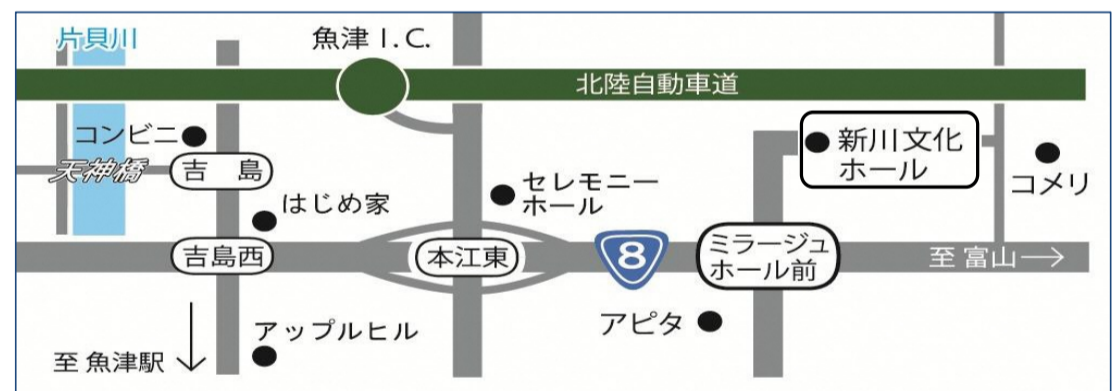 片貝川
魚津 I.C.
北陸自動車道
コンビニ
天神橋
吉 島
はじめ家
セレモニー
ホール
新川文化
ホール
コメリ
吉島西
本江東
8
ミラージュ
ホール前
至 富山→
アピタ
アップルヒル
至 魚津駅